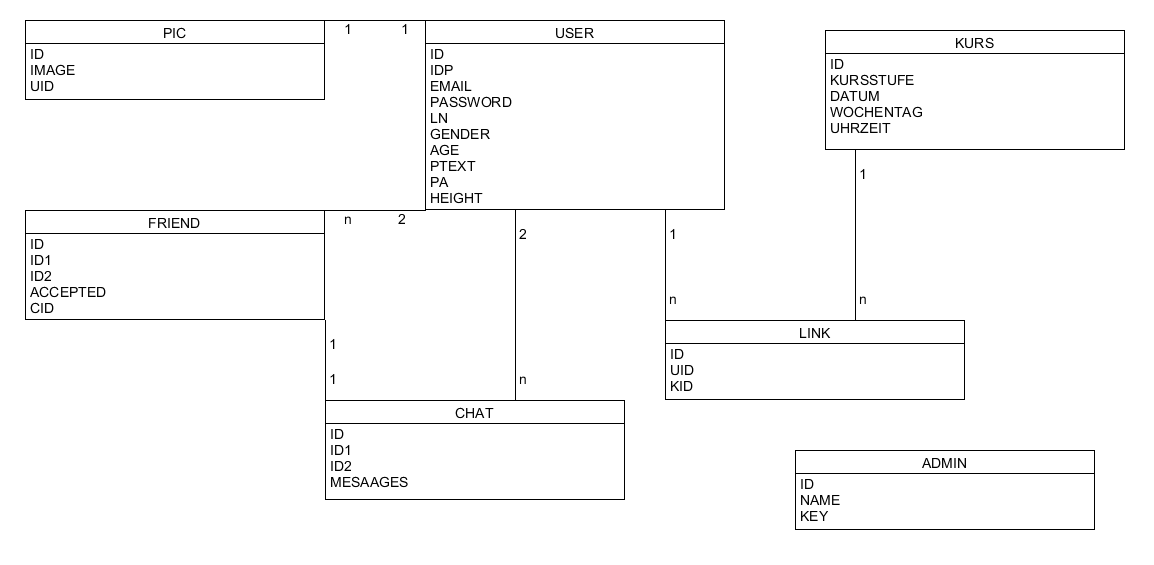 PIC
ID
IMAGE
UID
1 1
USER
ID
IDP
EMAIL
PASSWORD
LN
GENDER
AGE
PTEXT
PA
HEIGHT
KURS
ID
KURSSTUFE
DATUM
WOCHENTAG
UHRZEIT
FRIEND
ID
ID1
ID2
ACCEPTED
CID
n 2
2
n
1
n
1
n
1
1
LINK
ID
UID
KID
CHAT
ID
ID1
ID2
MESAAGES
ADMIN
ID
NAME
KEY